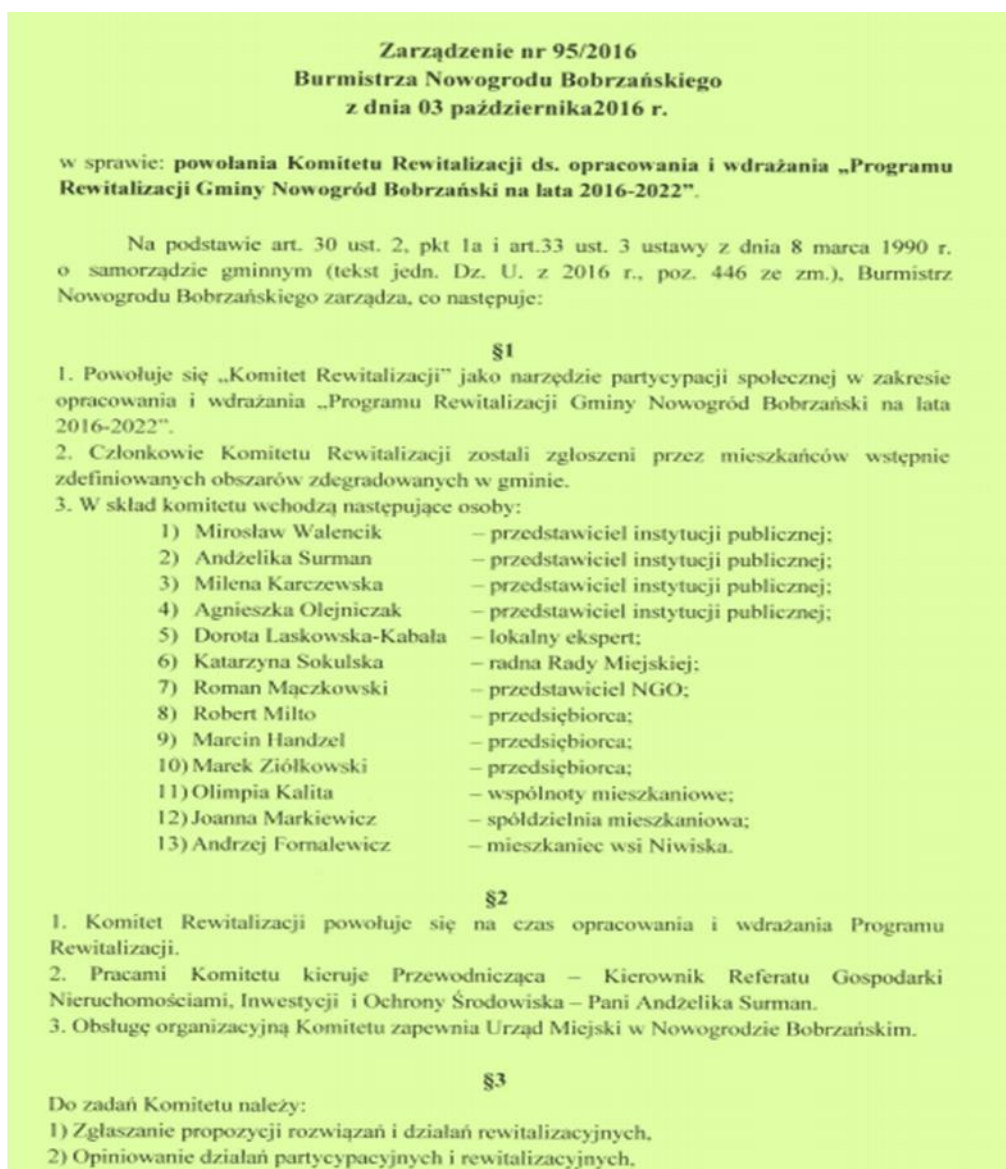 Zarządzenie nr 95/2016
Burmistrza Nowogrodu Bobrzańskiego
z dnia 03 października2016 r.
w sprawie: powołania Komitetu Rewitalizacji ds. opracowania i wdrażania „Programu
Rewitalizacji Gminy Nowogród Bobrzański na lata 2016-2022”.
Na podstawie art. 30 ust. 2, pkt 1a i art.33 ust. 3 ustawy z dnia 8 marca 1990 r.
o samorządzie gminnym (tekst jedn. Dz. U. z 2016 r., poz. 446 ze zm.), Burmistrz
Nowogrodu Bobrzańskiego zarządza, co następuje:
§1
1. Powołuje się „Komitet Rewitalizacji” jako narzędzie partycypacji społecznej w zakresie
opracowania i wdrażania „Programu Rewitalizacji Gminy Nowogród Bobrzański na lata
2016-2022”.
2. Członkowie Komitetu Rewitalizacji zostali zgłoszeni przez mieszkańców wstępnie
zdefiniowanych obszarów zdegradowanych w gminie.
3. W skład komitetu wchodzą następujące osoby:
1) Mirosław Walencik – przedstawiciel instytucji publicznej;
2) Andżelika Surman – przedstawiciel instytucji publicznej;
3) Milena Karczewska – przedstawiciel instytucji publicznej;
4) Agnieszka Olejniczak – przedstawiciel instytucji publicznej;
5) Dorota Laskowska-Kabała – lokalny ekspert;
6) Katarzyna Sokulska – radna Rady Miejskiej;
7) Roman Mączkowski – przedstawiciel NGO;
8) Robert Milto – przedsiębiorca;
9) Marcin Handzel – przedsiębiorca;
10) Marek Ziółkowski – przedsiębiorca;
11) Olimpia Kalita – wspólnoty mieszkaniowe;
12) Joanna Markiewicz – spółdzielnia mieszkaniowa;
13) Andrzej Fornalewicz – mieszkaniec wsi Niwiska.
§2
1. Komitet Rewitalizacji powołuje się na czas opracowania i wdrażania Programu
Rewitalizacji.
2. Pracami Komitetu kieruje Przewodnicząca – Kierownik Referatu Gospodarki
Nieruchomościami, Inwestycji i Ochrony Środowiska – Pani Andżelika Surman.
3. Obsługę organizacyjną Komitetu zapewnia Urząd Miejski w Nowogrodzie Bobrzańskim.
§3
Do zadań Komitetu należy:
1) Zgłaszanie propozycji rozwiązań i działań rewitalizacyjnych,
2) Opiniowanie działań partycypacyjnych i rewitalizacyjnych,